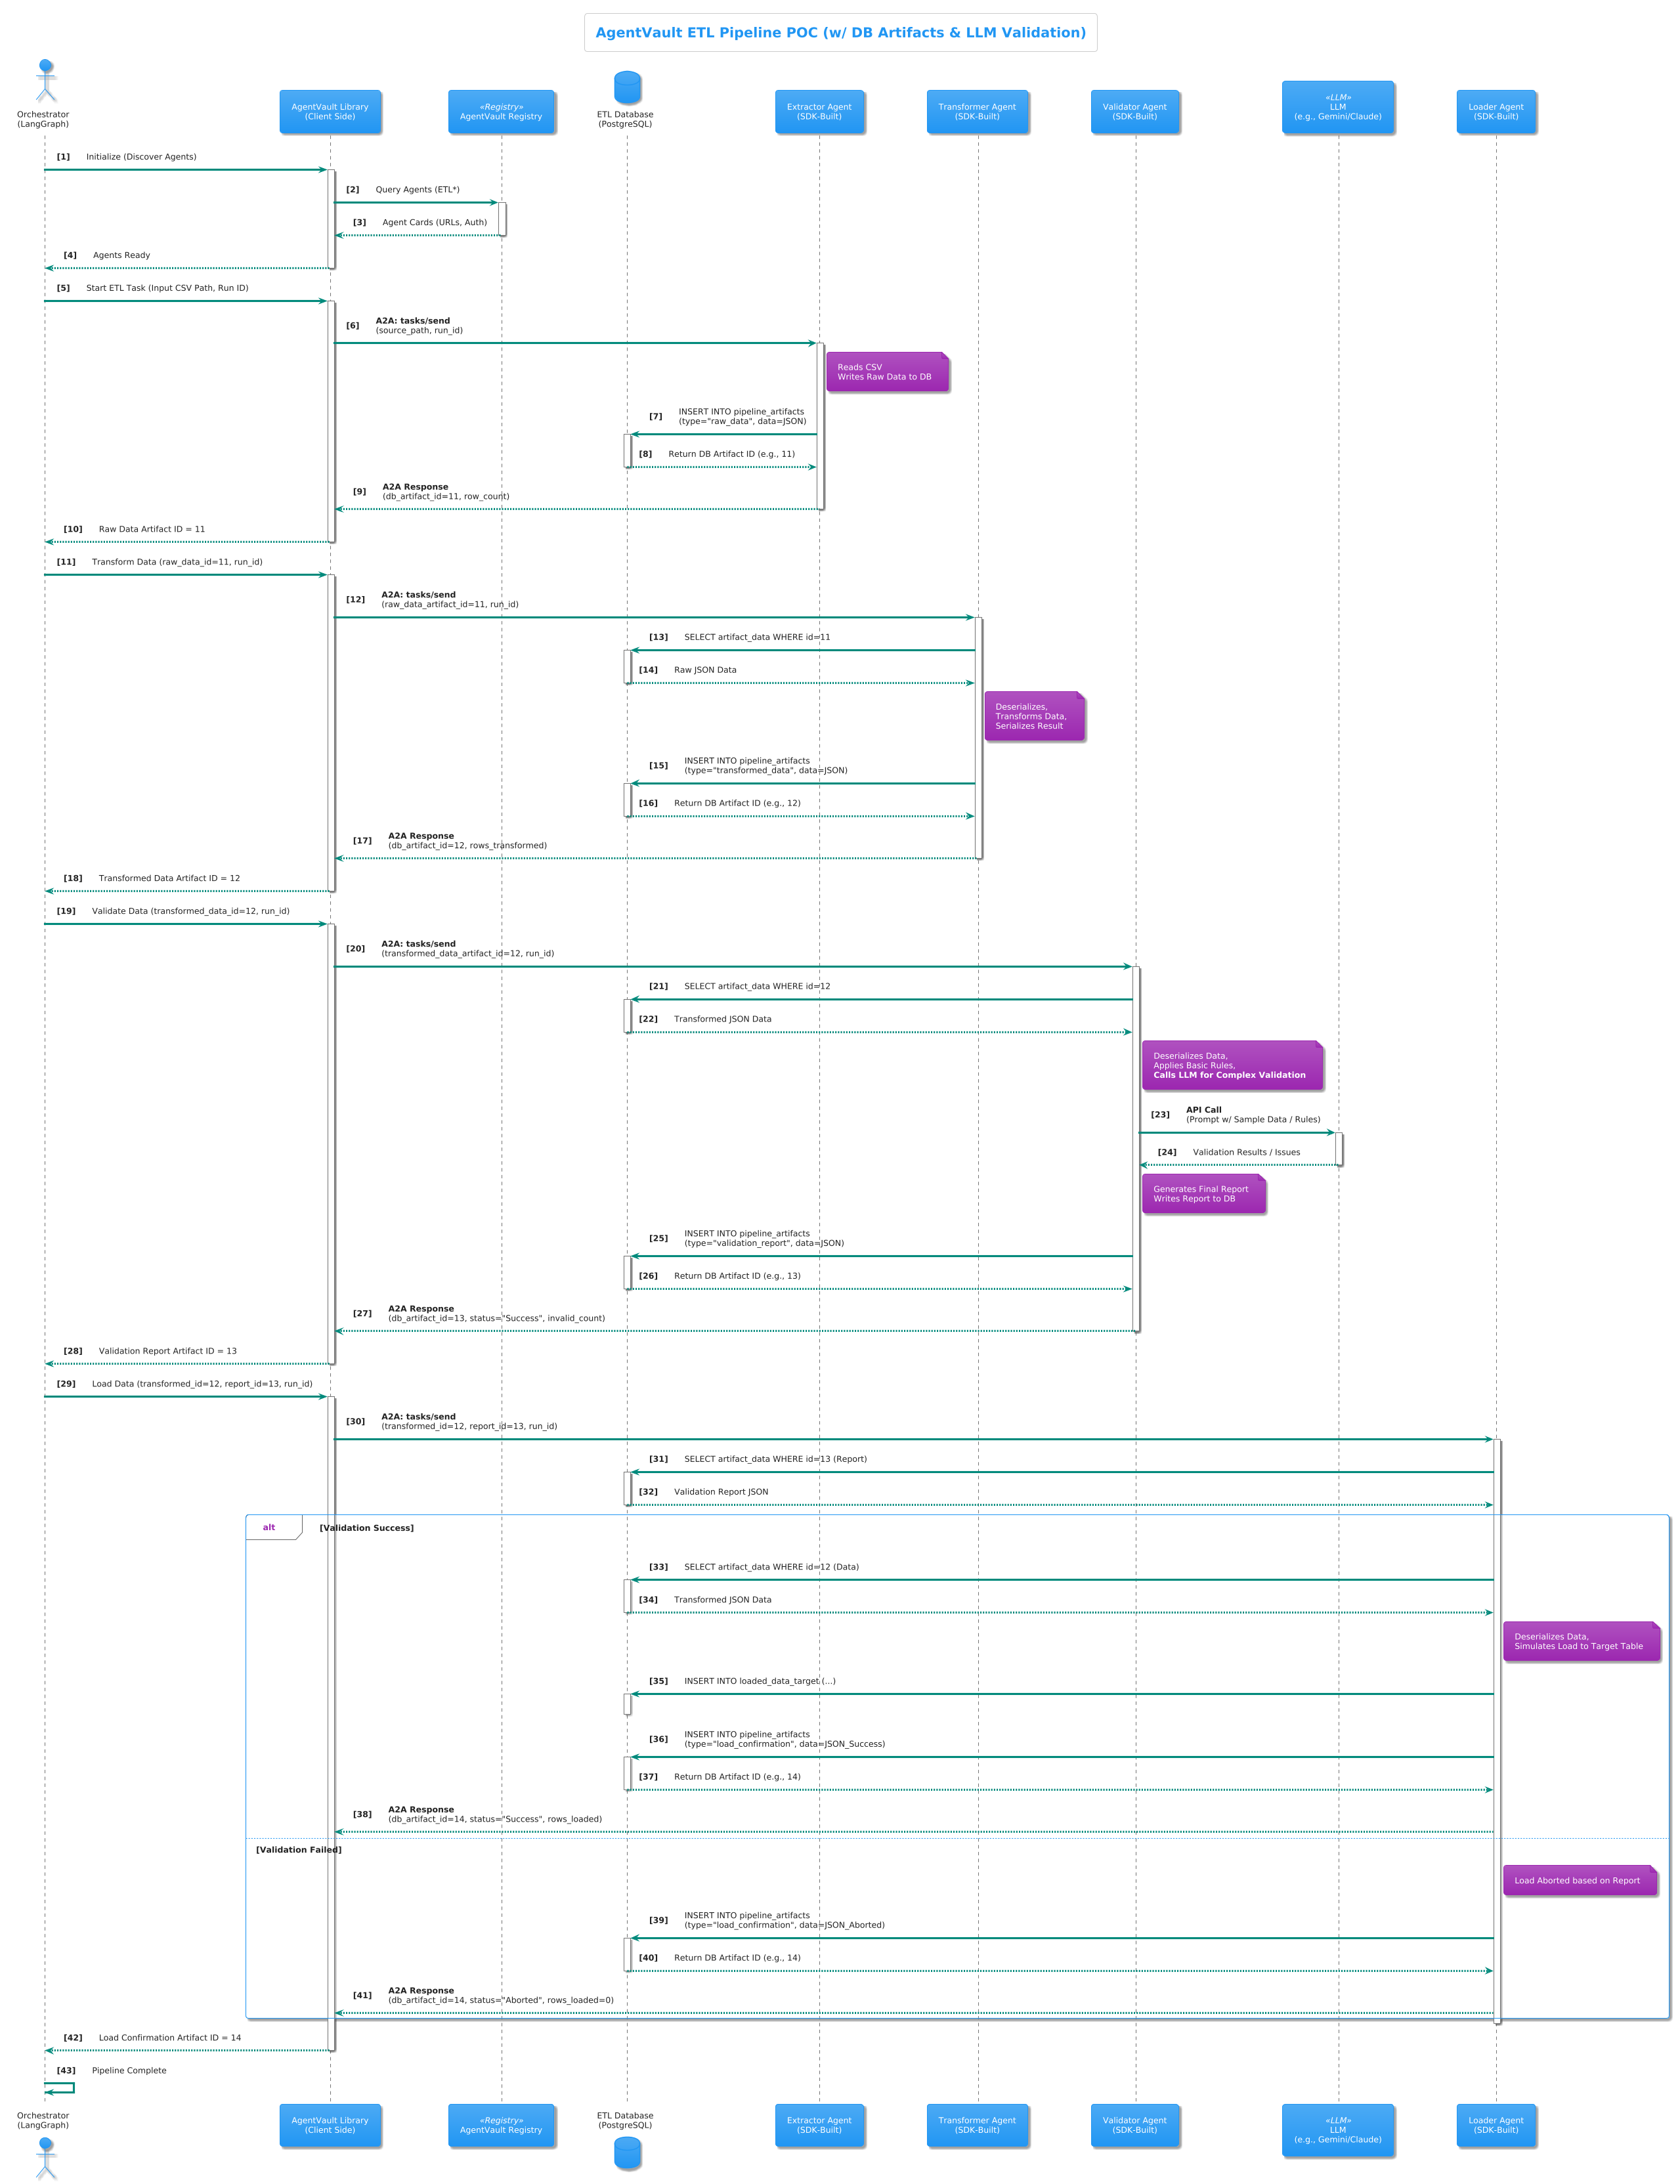 AgentVault ETL Pipeline POC (w/ DB Artifacts & LLM Validation)
Orchestrator
(LangGraph)
AgentVault Library
(Client Side)
«Registry»
AgentVault Registry
ETL Database
(PostgreSQL)
Extractor Agent
(SDK-Built)
Transformer Agent
(SDK-Built)
Validator Agent
(SDK-Built)
«LLM»
LLM
(e.g., Gemini/Claude)
Loader Agent
(SDK-Built)
[1] Initialize (Discover Agents)
[2] Query Agents (ETL*)
[3] Agent Cards (URLs, Auth)
[4] Agents Ready
[5] Start ETL Task (Input CSV Path, Run ID)
[6] A2A: tasks/send
(source_path, run_id)
Reads CSV
Writes Raw Data to DB
[7] INSERT INTO pipeline_artifacts
(type="raw_data", data=JSON)
[8] Return DB Artifact ID (e.g., 11)
[9] A2A Response
(db_artifact_id=11, row_count)
[10] Raw Data Artifact ID = 11
[11] Transform Data (raw_data_id=11, run_id)
[12] A2A: tasks/send
(raw_data_artifact_id=11, run_id)
[13] SELECT artifact_data WHERE id=11
[14] Raw JSON Data
Deserializes,
Transforms Data,
Serializes Result
[15] INSERT INTO pipeline_artifacts
(type="transformed_data", data=JSON)
[16] Return DB Artifact ID (e.g., 12)
[17] A2A Response
(db_artifact_id=12, rows_transformed)
[18] Transformed Data Artifact ID = 12
[19] Validate Data (transformed_data_id=12, run_id)
[20] A2A: tasks/send
(transformed_data_artifact_id=12, run_id)
[21] SELECT artifact_data WHERE id=12
[22] Transformed JSON Data
Deserializes Data,
Applies Basic Rules,
Calls LLM for Complex Validation
[23] API Call
(Prompt w/ Sample Data / Rules)
[24] Validation Results / Issues
Generates Final Report
Writes Report to DB
[25] INSERT INTO pipeline_artifacts
(type="validation_report", data=JSON)
[26] Return DB Artifact ID (e.g., 13)
[27] A2A Response
(db_artifact_id=13, status="Success", invalid_count)
[28] Validation Report Artifact ID = 13
[29] Load Data (transformed_id=12, report_id=13, run_id)
[30] A2A: tasks/send
(transformed_id=12, report_id=13, run_id)
[31] SELECT artifact_data WHERE id=13 (Report)
[32] Validation Report JSON
alt [Validation Success]
[33] SELECT artifact_data WHERE id=12 (Data)
[34] Transformed JSON Data
Deserializes Data,
Simulates Load to Target Table
[35] INSERT INTO loaded_data_target (...)
[36] INSERT INTO pipeline_artifacts
(type="load_confirmation", data=JSON_Success)
[37] Return DB Artifact ID (e.g., 14)
[38] A2A Response
(db_artifact_id=14, status="Success", rows_loaded)
[Validation Failed]
Load Aborted based on Report
[39] INSERT INTO pipeline_artifacts
(type="load_confirmation", data=JSON_Aborted)
[40] Return DB Artifact ID (e.g., 14)
[41] A2A Response
(db_artifact_id=14, status="Aborted", rows_loaded=0)
[42] Load Confirmation Artifact ID = 14
[43] Pipeline Complete
Orchestrator
(LangGraph)
AgentVault Library
(Client Side)
«Registry»
AgentVault Registry
ETL Database
(PostgreSQL)
Extractor Agent
(SDK-Built)
Transformer Agent
(SDK-Built)
Validator Agent
(SDK-Built)
«LLM»
LLM
(e.g., Gemini/Claude)
Loader Agent
(SDK-Built)